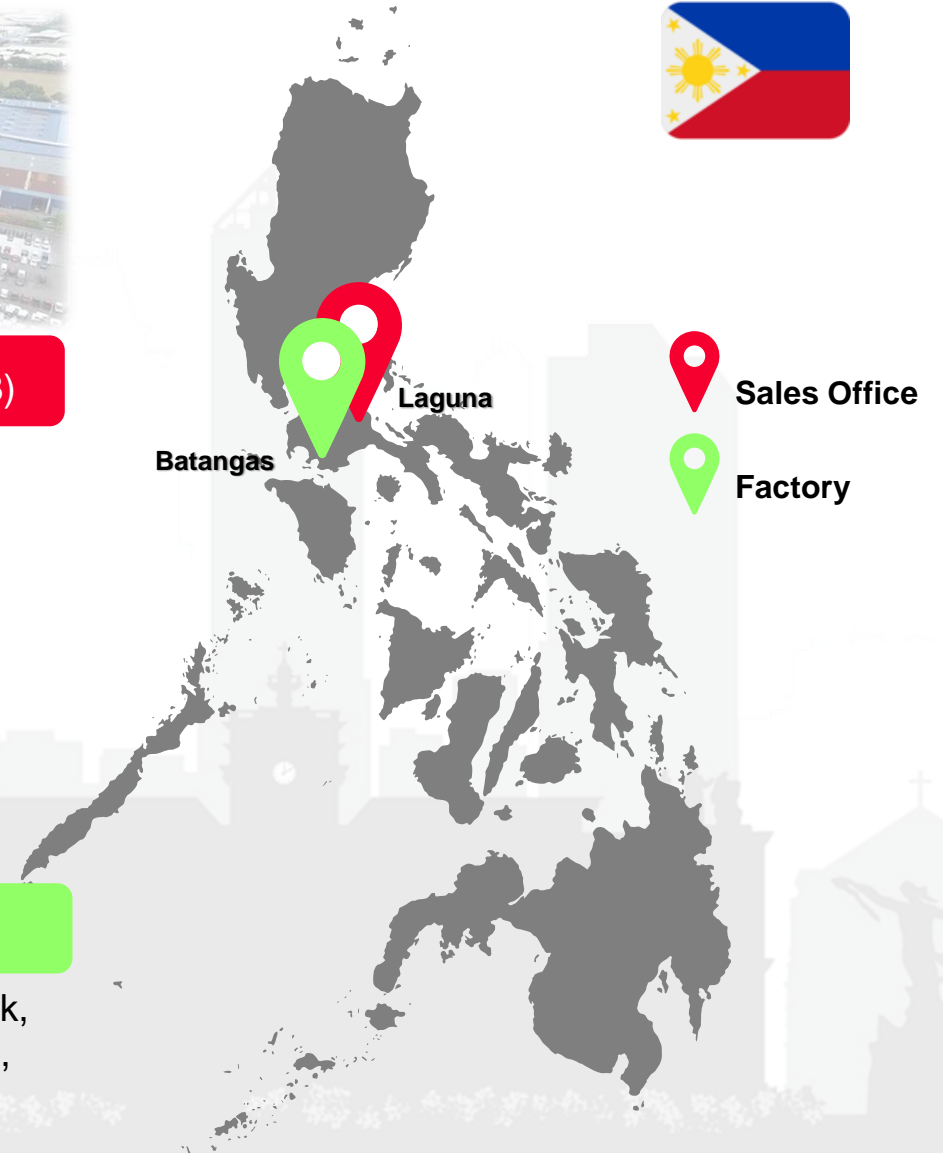 )
Laguna
Sales Office
Batangas
Factory
k,
,